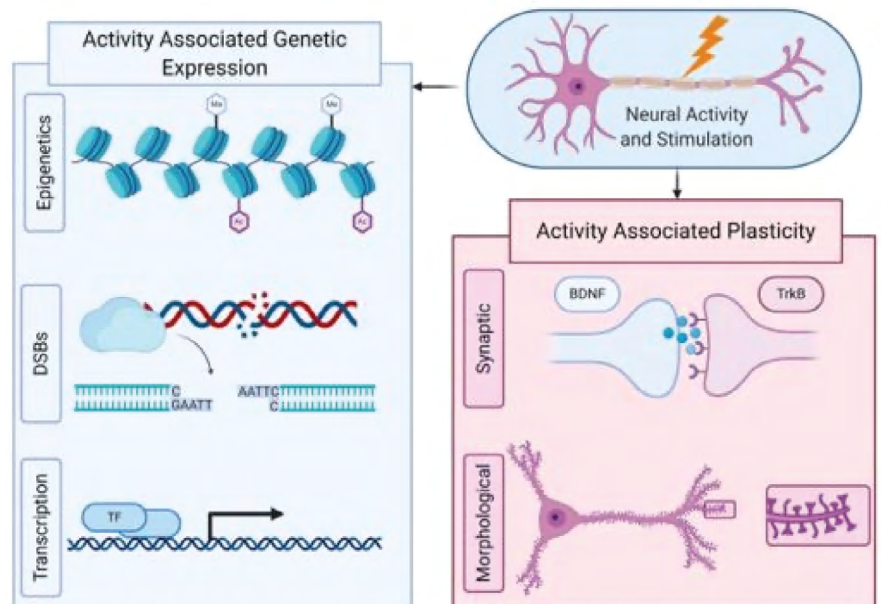 Activity Associated Genetic
Expression
Epigenetics
Me
Me
Ac
Ac
DSBs
C
GAATT
AATTC
C
Transcription
TF
Neural Activity
and Stimulation
Activity Associated Plasticity
Synaptic
BDNF
TrkB
Morphological